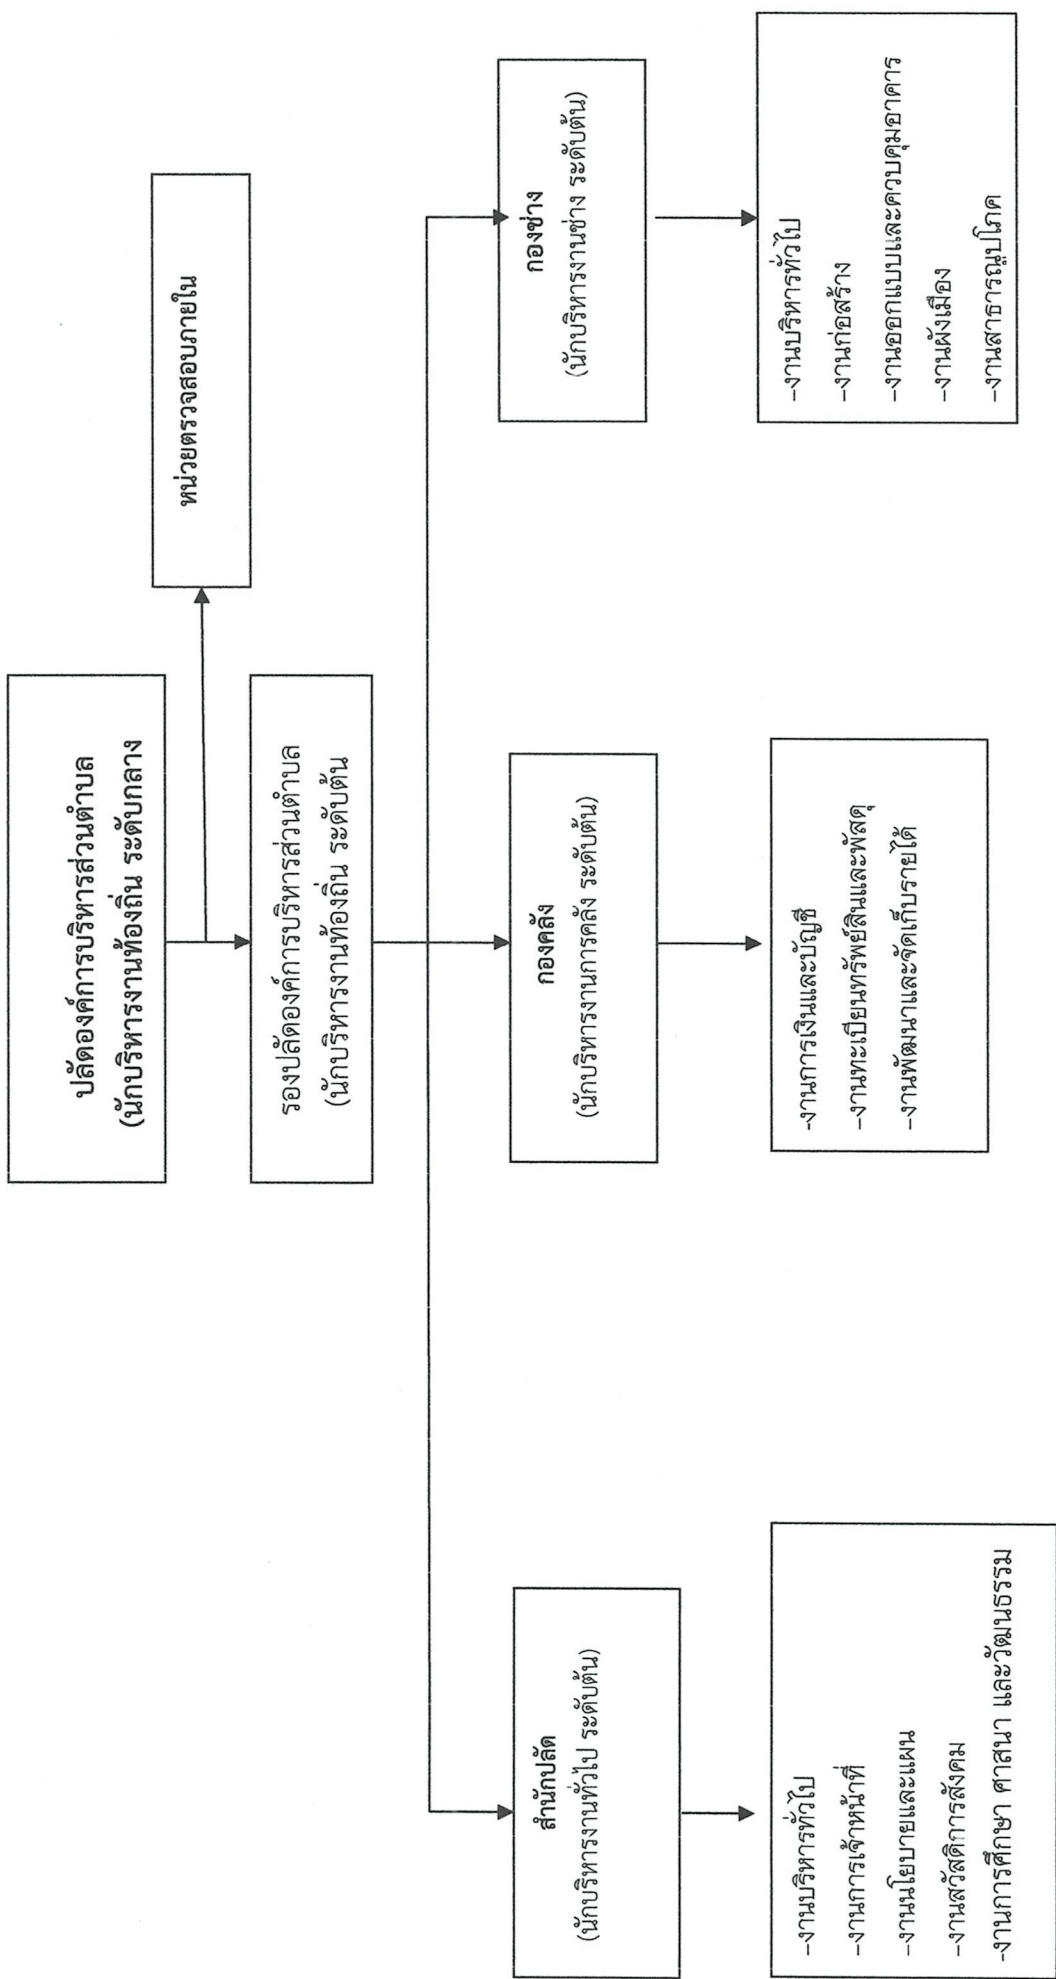 ปลัดองค์การบริหารส่วนตำบล
(นักบริหารงานท้องถิ่น ระดับกลาง)
หน่วยตรวจสอบภายใน
รองปลัดองค์การบริหารส่วนตำบล
(นักบริหารงานท้องถิ่น ระดับต้น)
สำนักปลัด
(นักบริหารงานทั่วไป ระดับต้น)
กองคลัง
(นักบริหารงานการคลัง ระดับต้น)
กองช่าง
(นักบริหารงานช่าง ระดับต้น)
-งานบริหารทั่วไป
-งานการเจ้าหน้าที่
-งานนโยบายและแผน
-งานสวัสดิการสังคม
-งานการศึกษา ศาสนา และวัฒนธรรม
-งานการเงินและบัญชี
-งานทะเบียนทรัพย์สินและพัสดุ
-งานพัฒนาและจัดเก็บรายได้
-งานบริหารทั่วไป
-งานก่อสร้าง
-งานออกแบบและควบคุมอาคาร
-งานผังเมือง
-งานสาธารณูปโภค